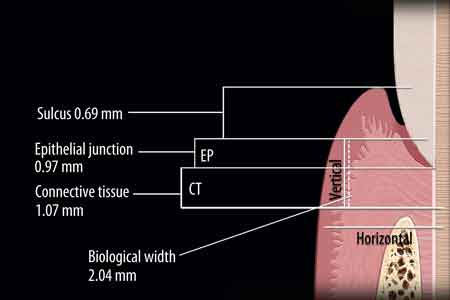 Sulcus 0.69 mm
Epithelial junction
0.97 mm
EP
Connective tissue
1.07 mm
CT
Vertical
Horizontal
Biological width
2.04 mm